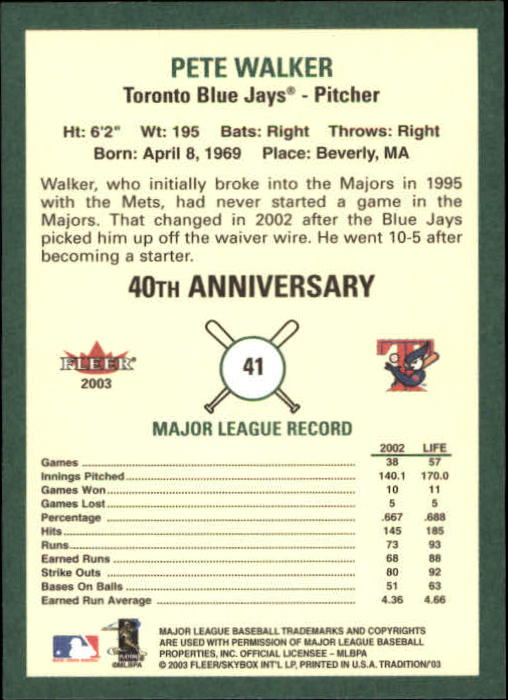 PETE WALKER
Toronto Blue Jays® - Pitcher
Ht: 6'2" Wt: 195 Bats: Right Throws: Right
Born: April 8, 1969 Place: Beverly, MA
Walker, who initially broke into the Majors in 1995
with the Mets, had never started a game in the
Majors. That changed in 2002 after the Blue Jays
picked him up off the waiver wire. He went 10-5 after
becoming a starter.
40TH ANNIVERSARY
FLEER®
2003
41
T
MAJOR LEAGUE RECORD
2002 LIFE
Games 38 57
Innings Pitched 140.1 170.0
Games Won 10 11
Games Lost 5 5
Percentage .667 .688
Hits 145 185
Runs 73 93
Earned Runs 68 88
Strike Outs 80 92
Bases On Balls 51 63
Earned Run Average 4.36 4.66
MAJOR LEAGUE BASEBALL TRADEMARKS AND COPYRIGHTS
ARE USED WITH PERMISSION OF MAJOR LEAGUE BASEBALL
PROPERTIES, INC. OFFICIAL LICENSEE - MLBPA
©MLBPA © 2003 FLEER/SKYBOX INT'L LP, PRINTED IN U.S.A. TRADITION/'03